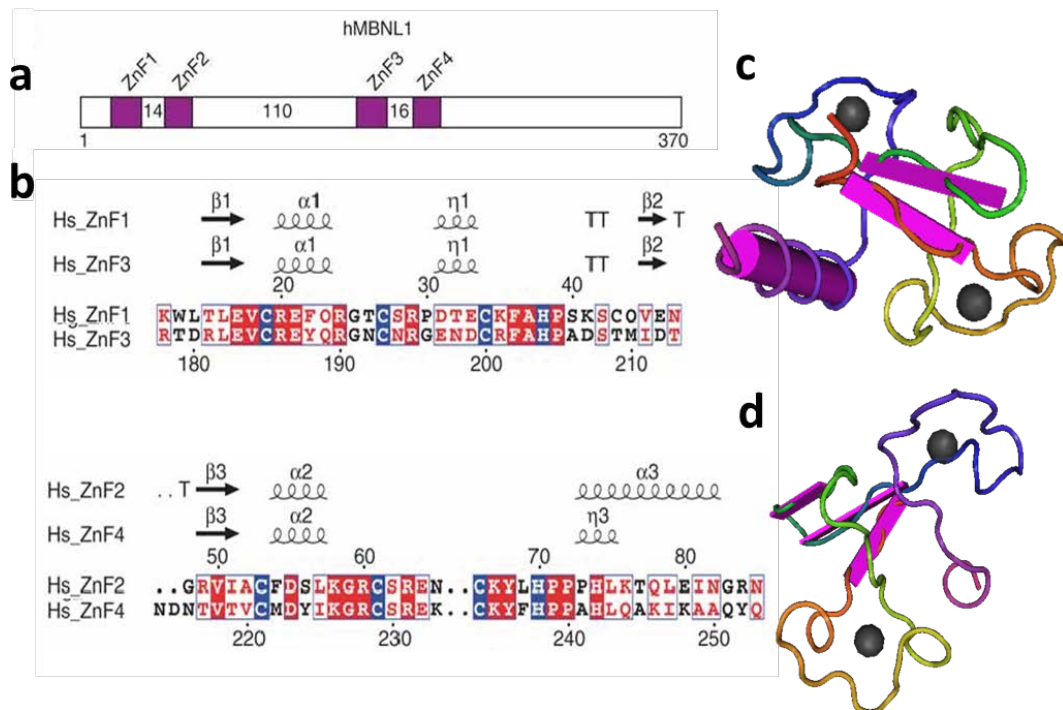 hMBNL1
a
ZnF1 ZnF2 ZnF3 ZnF4
14 110 16
1 370
b
β1 α1 η1 β2
Hs_ZnF1 TT T
β1 α1 η1 β2
Hs_ZnF3 TT
20 30 40
Hs_ZnF1 KWLTLEVCREFQRGTCSRPDTECKFAHPSKSCQVEN
Hs_ZnF3 RTDRLEVCREYQRGNCNRGENDCRFAHPADSTMIDT
180 190 200 210
β3 α2 α3
Hs_ZnF2 ..T
β3 α2 η3
Hs_ZnF4
50 60 70 80
Hs_ZnF2 ..GRVIACFDSLKGRCSREN..CKYLHPPPHLKTQLEINGRN
Hs_ZnF4 NDNTVTVCMDYIKGRCSREK..CKYFHPPAHLQAKIKAAQYQ
220 230 240 250
c
d